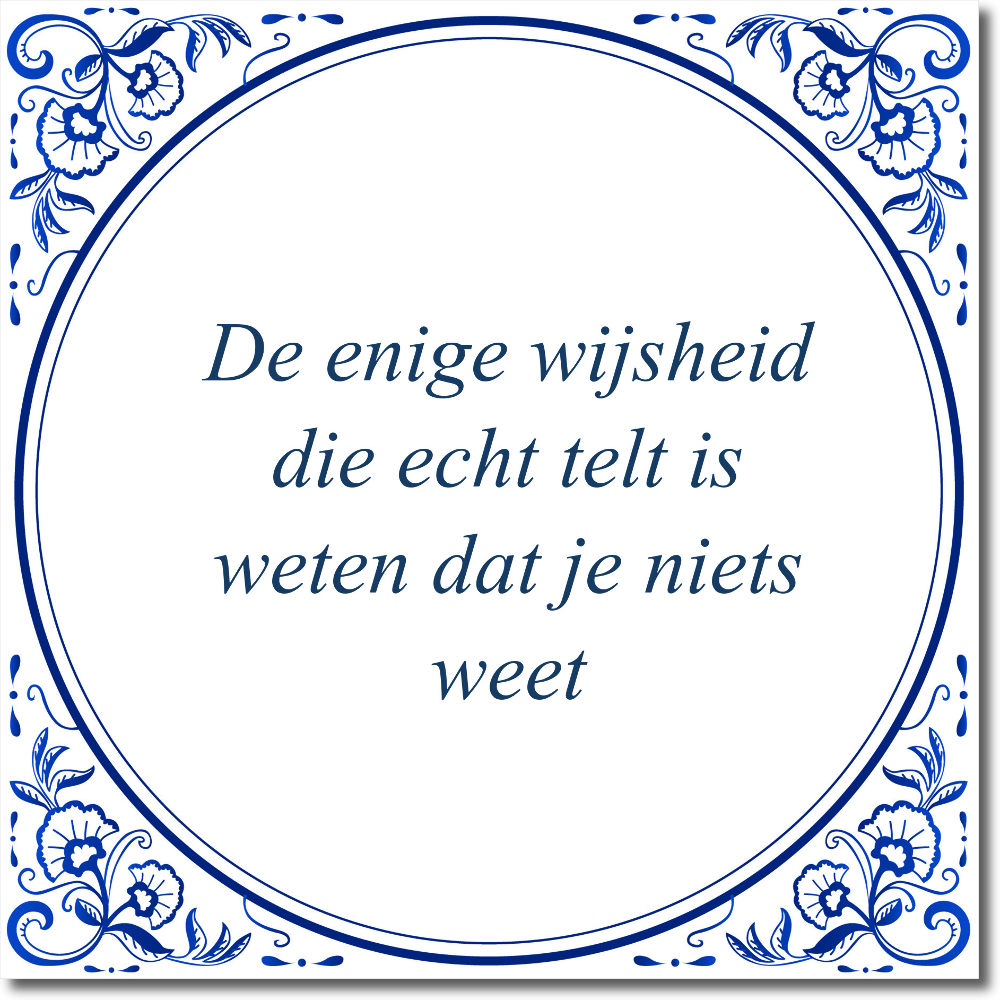 De enige wijsheid
die echt telt is
weten dat je niets
weet